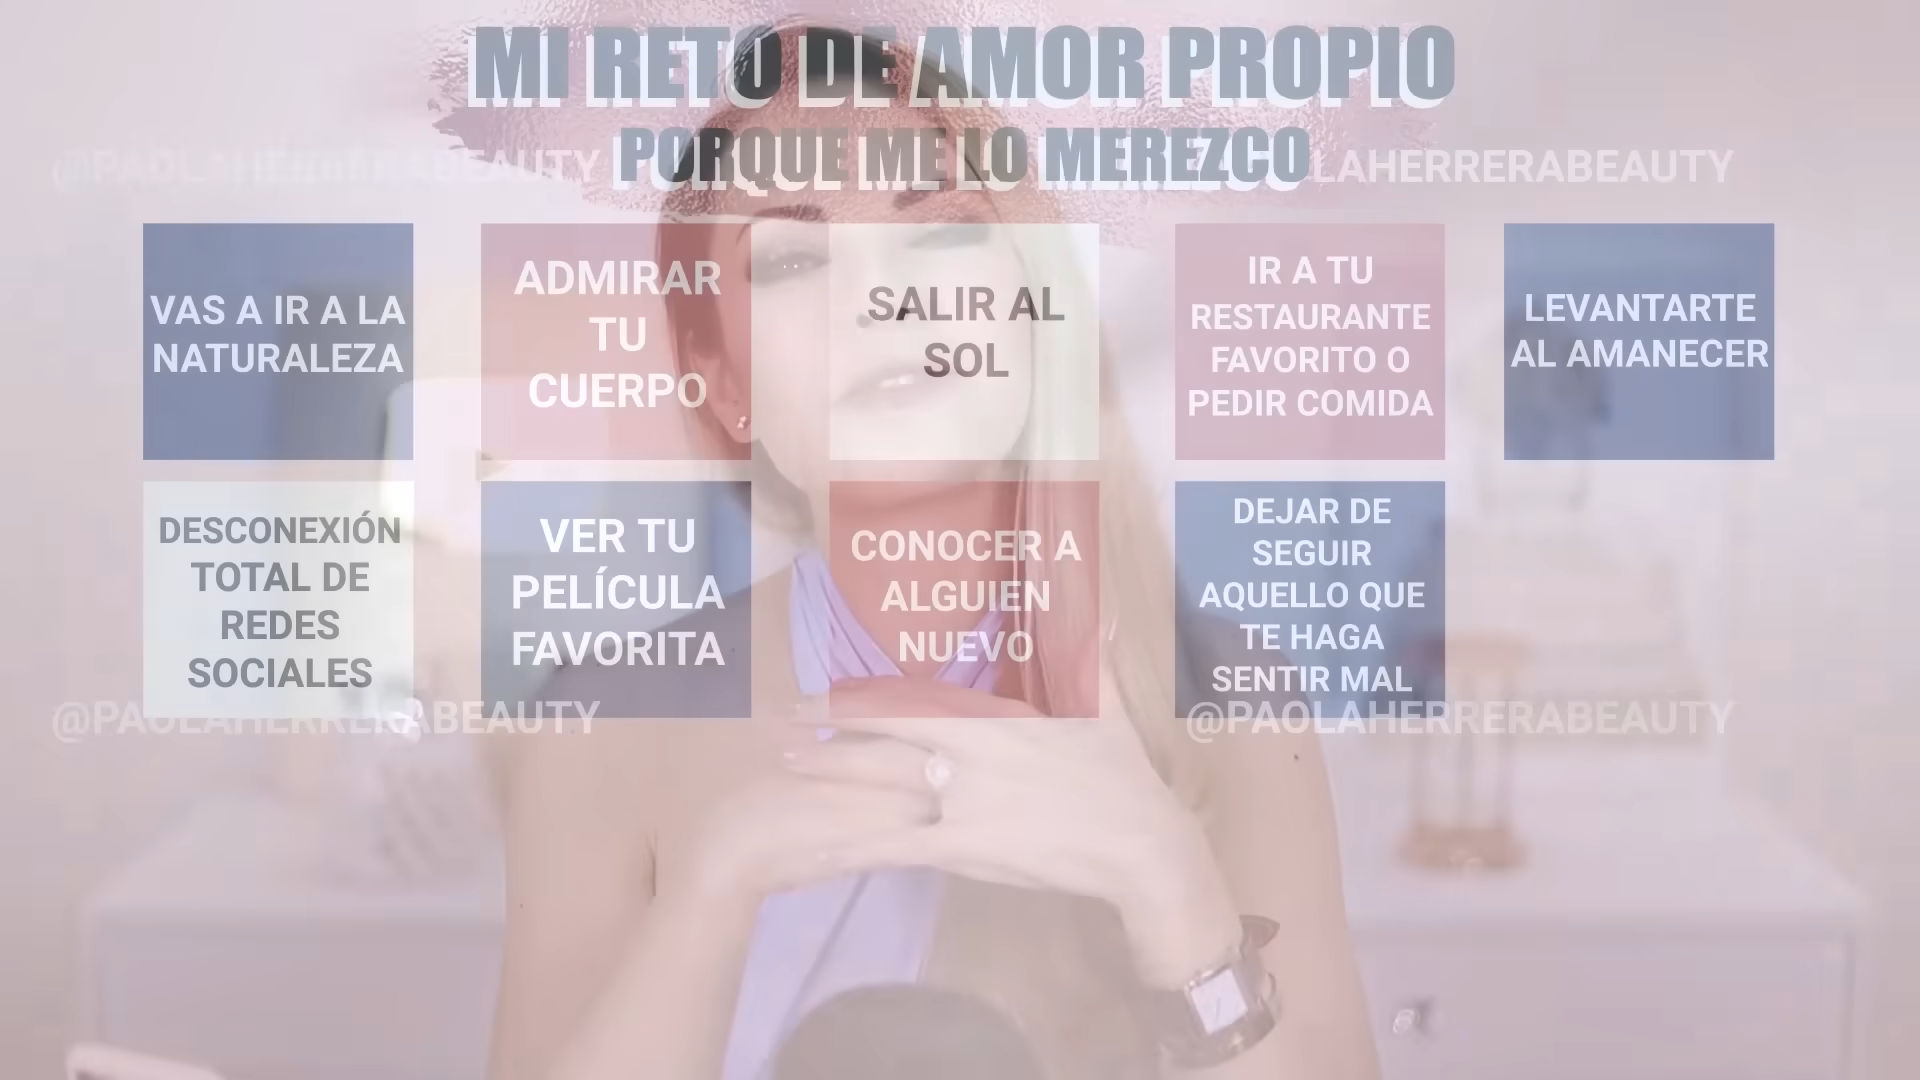 MI RETO DE AMOR PROPIO
PORQUE ME LO MEREZCO
@PAOLAHERRERABEAUTY
LAHERRERABEAUTY
VAS A IR A LA
NATURALEZA
ADMIRAR
TU
CUERPO
SALIR AL
SOL
IR A TU
RESTAURANTE
FAVORITO O
PEDIR COMIDA
LEVANTARTE
AL AMANECER
DESCONEXIÓN
TOTAL DE
REDES
SOCIALES
VER TU
PELÍCULA
FAVORITA
CONOCER A
ALGUIEN
NUEVO
DEJAR DE
SEGUIR
AQUELLO QUE
TE HAGA
SENTIR MAL
@PAOLAHERRERABEAUTY
@PAOLAHERRERABEAUTY